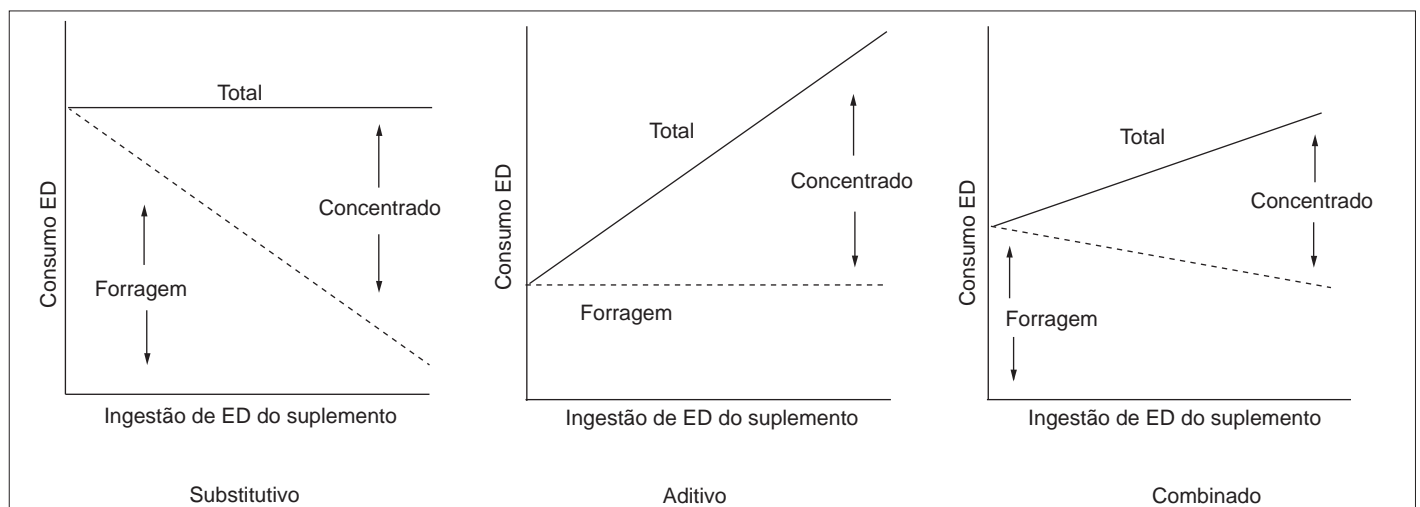 Total
Concentrado
Forragem
Consumo ED
Ingestão de ED do suplemento
Substitutivo
Total
Concentrado
Forragem
Consumo ED
Ingestão de ED do suplemento
Aditivo
Total
Concentrado
Forragem
Consumo ED
Ingestão de ED do suplemento
Combinado